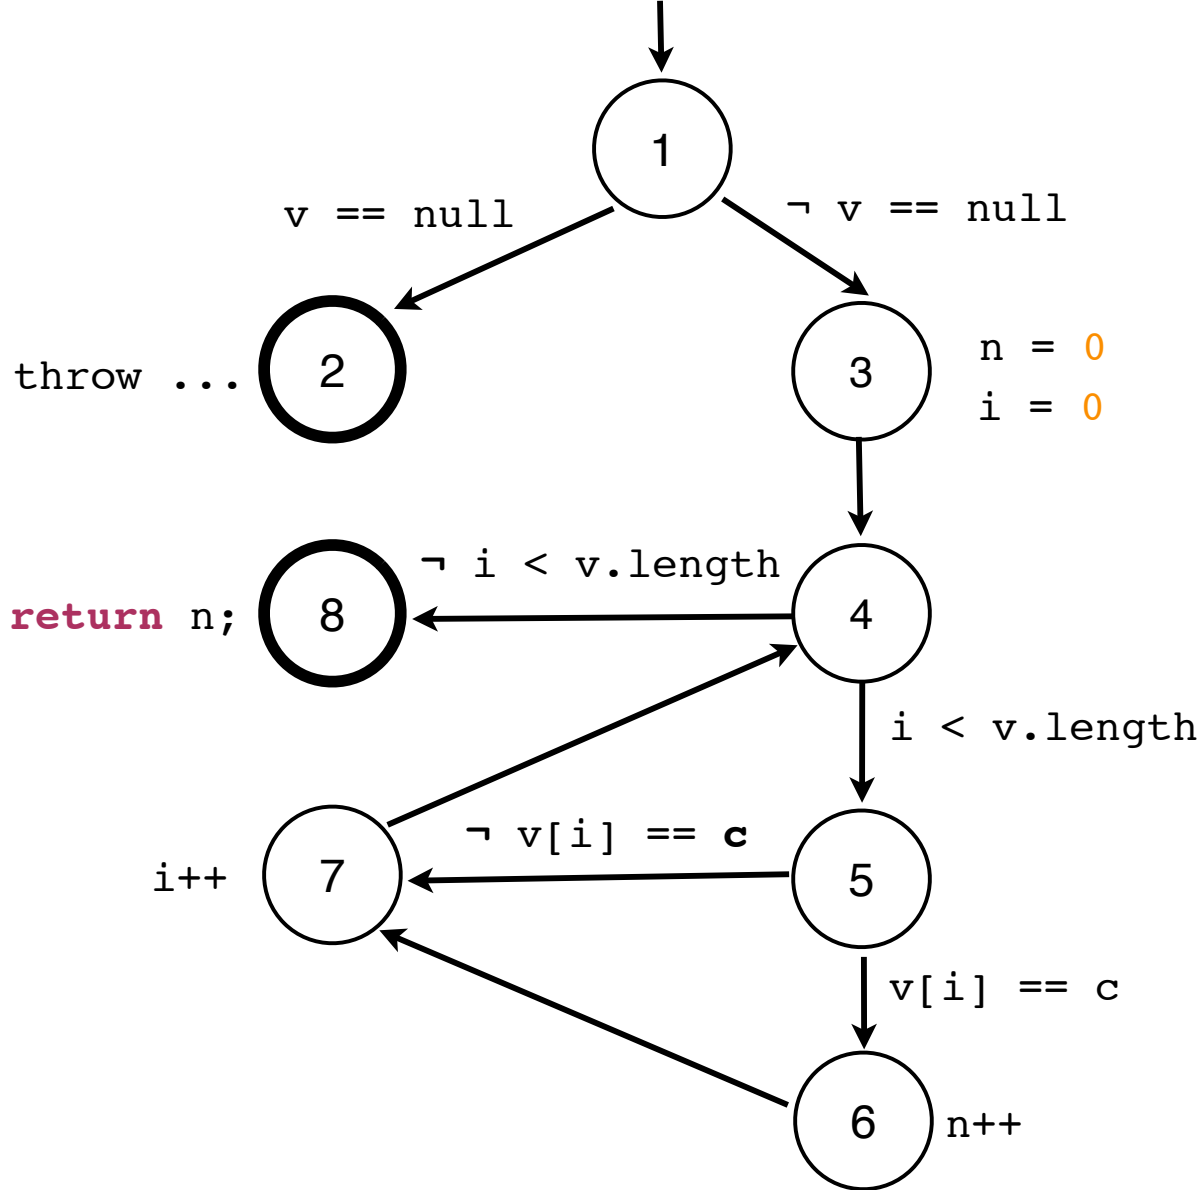 1
v == null
¬ v == null
throw ...
2
3
n = 0
i = 0
¬ i < v.length
return n;
8
4
i < v.length
¬ v[i] == c
i++
7
5
v[i] == c
6
n++